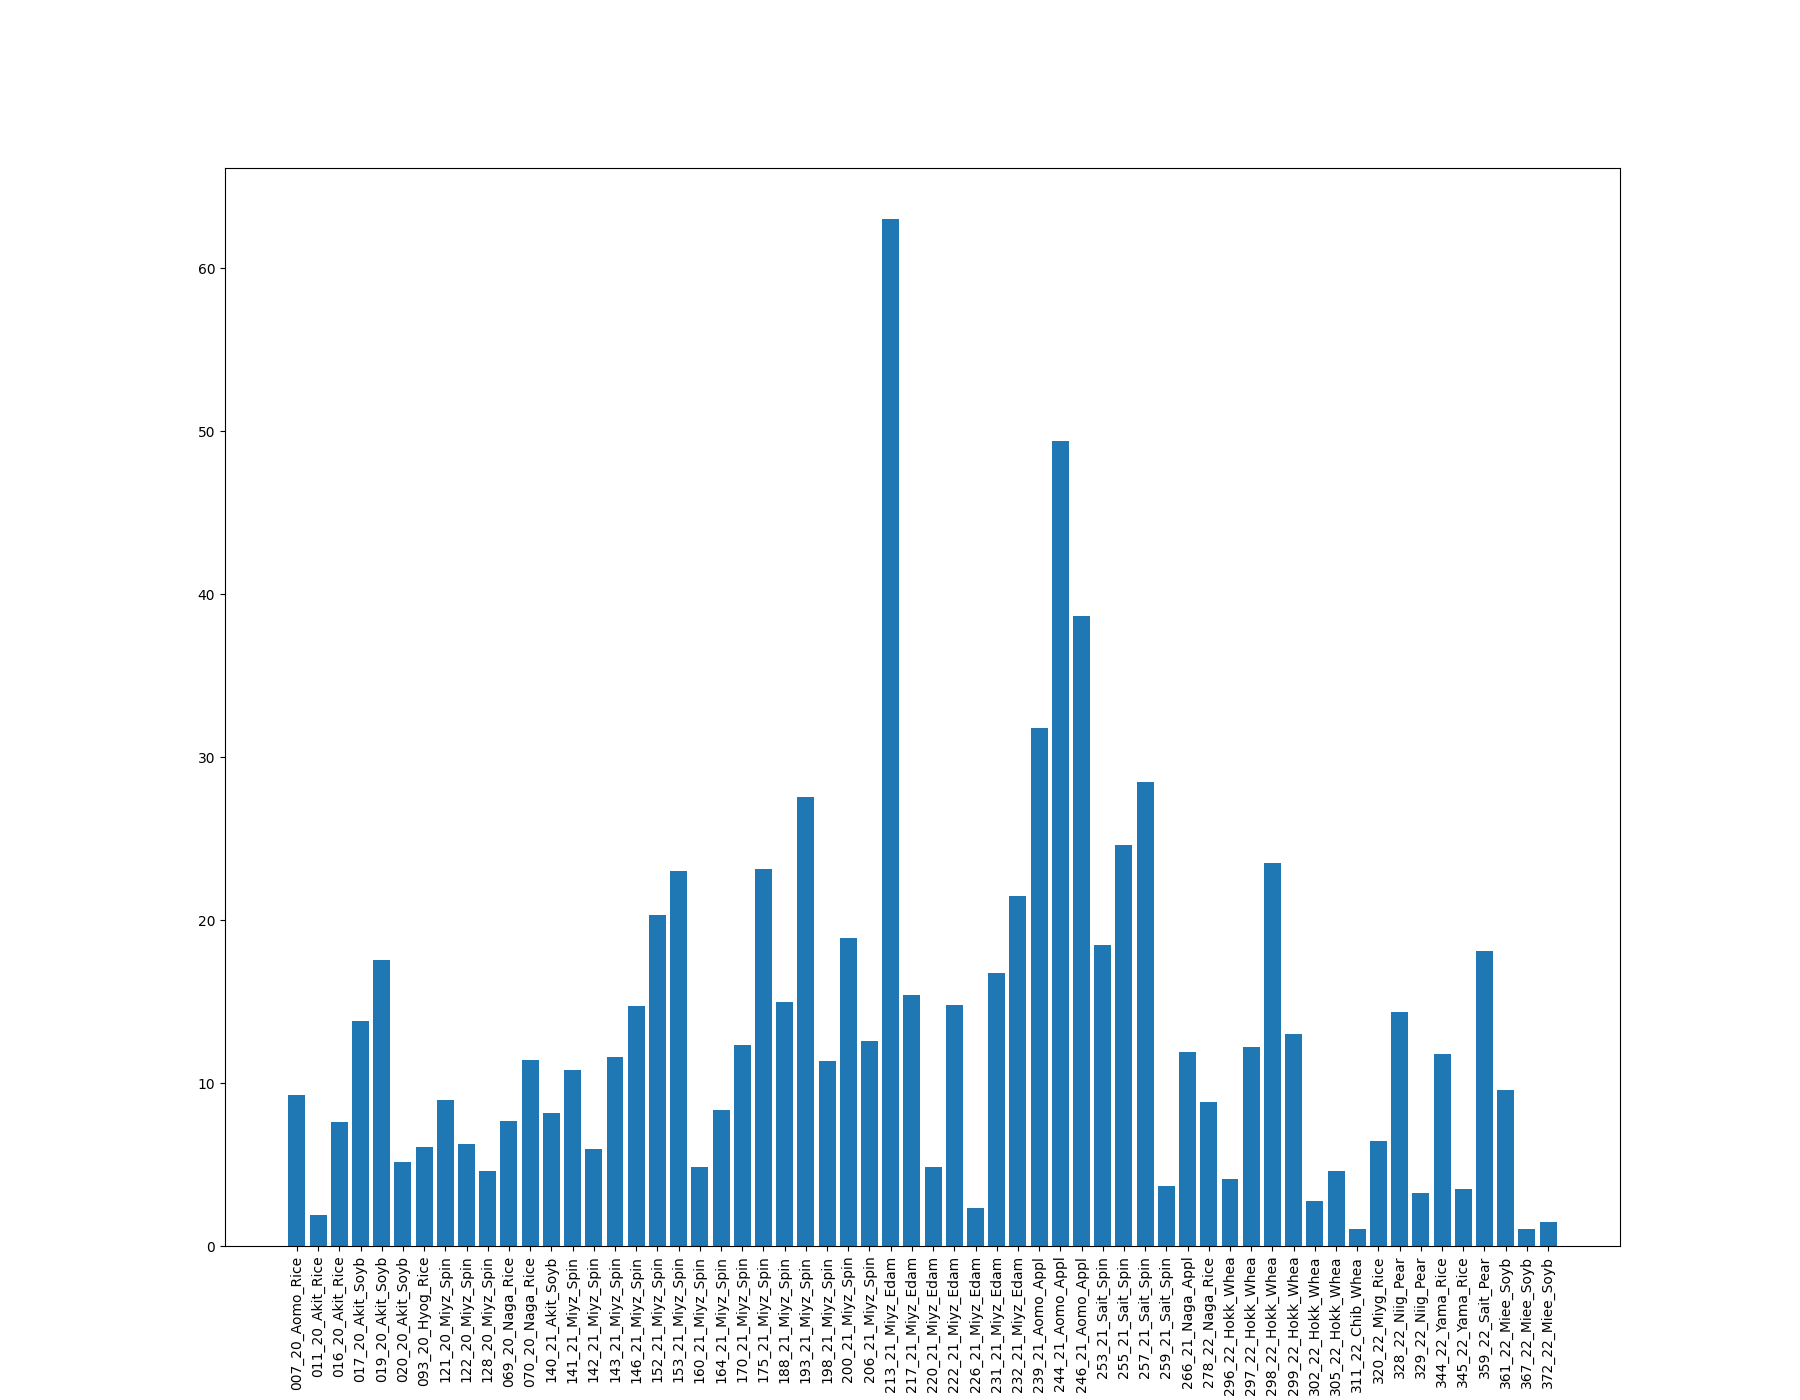 60
50
40
30
20
10
0
007_20_Aomo_Rice
011_20_Akit_Rice
016_20_Akit_Rice
017_20_Akit_Soyb
019_20_Akit_Soyb
020_20_Akit_Soyb
093_20_Hyog_Rice
121_20_Miyz_Spin
122_20_Miyz_Spin
128_20_Miyz_Spin
069_20_Naga_Rice
070_20_Naga_Rice
140_21_Akit_Soyb
141_21_Miyz_Spin
142_21_Miyz_Spin
143_21_Miyz_Spin
146_21_Miyz_Spin
152_21_Miyz_Spin
153_21_Miyz_Spin
160_21_Miyz_Spin
164_21_Miyz_Spin
170_21_Miyz_Spin
175_21_Miyz_Spin
188_21_Miyz_Spin
193_21_Miyz_Spin
198_21_Miyz_Spin
200_21_Miyz_Spin
206_21_Miyz_Spin
213_21_Miyz_Edam
217_21_Miyz_Edam
220_21_Miyz_Edam
222_21_Miyz_Edam
226_21_Miyz_Edam
231_21_Miyz_Edam
232_21_Miyz_Edam
239_21_Aomo_Appl
244_21_Aomo_Appl
246_21_Aomo_Appl
253_21_Sait_Spin
255_21_Sait_Spin
257_21_Sait_Spin
259_21_Sait_Spin
266_21_Naga_Appl
278_22_Naga_Rice
296_22_Hokk_Whea
297_22_Hokk_Whea
298_22_Hokk_Whea
299_22_Hokk_Whea
302_22_Hokk_Whea
305_22_Hokk_Whea
311_22_Chib_Whea
320_22_Miyg_Rice
328_22_Niig_Pear
329_22_Niig_Pear
344_22_Yama_Rice
345_22_Yama_Rice
359_22_Sait_Pear
361_22_Miee_Soyb
367_22_Miee_Soyb
372_22_Miee_Soyb